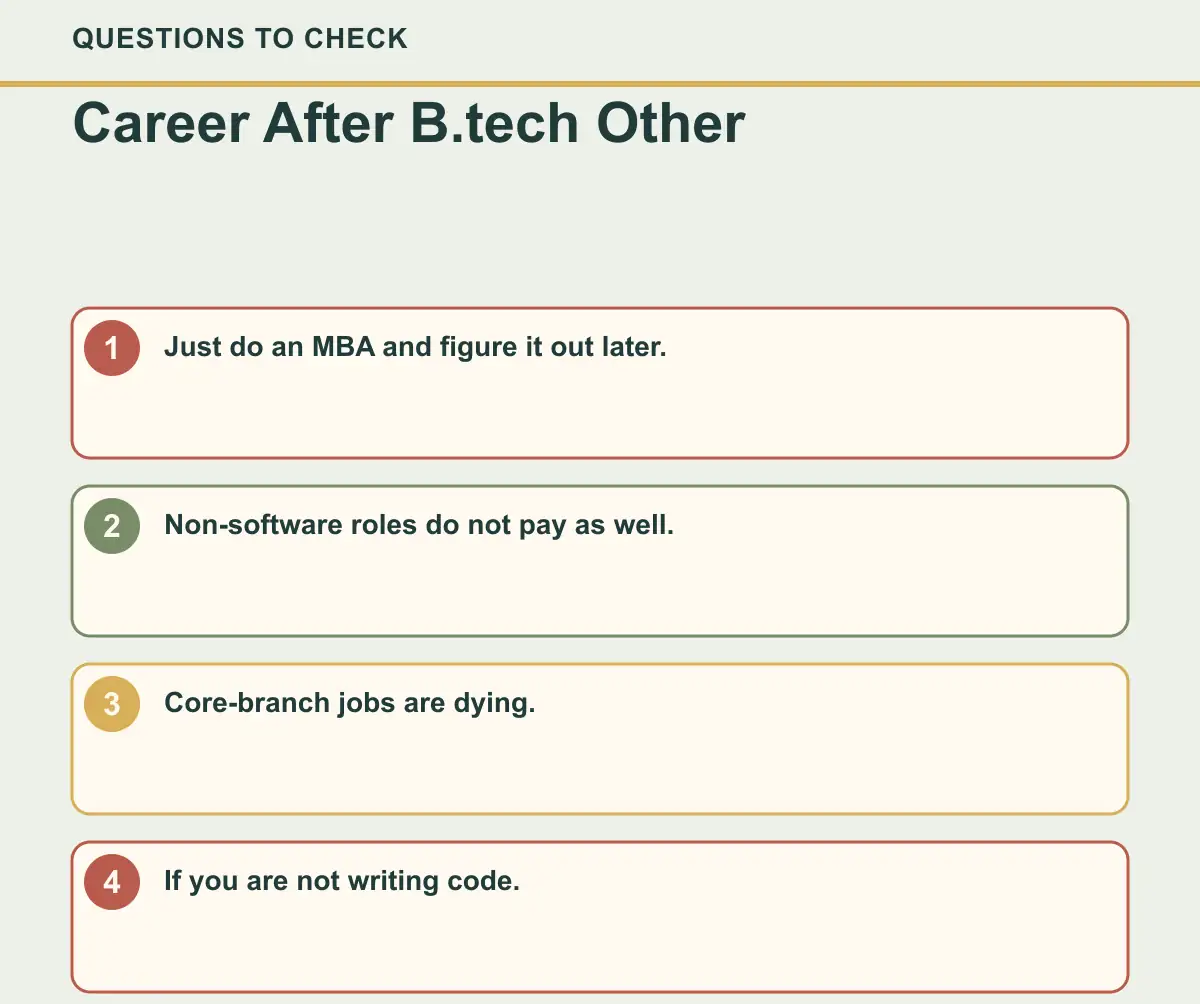 QUESTIONS TO CHECK
Career After B.tech Other
1 Just do an MBA and figure it out later.
2 Non-software roles do not pay as well.
3 Core-branch jobs are dying.
4 If you are not writing code.